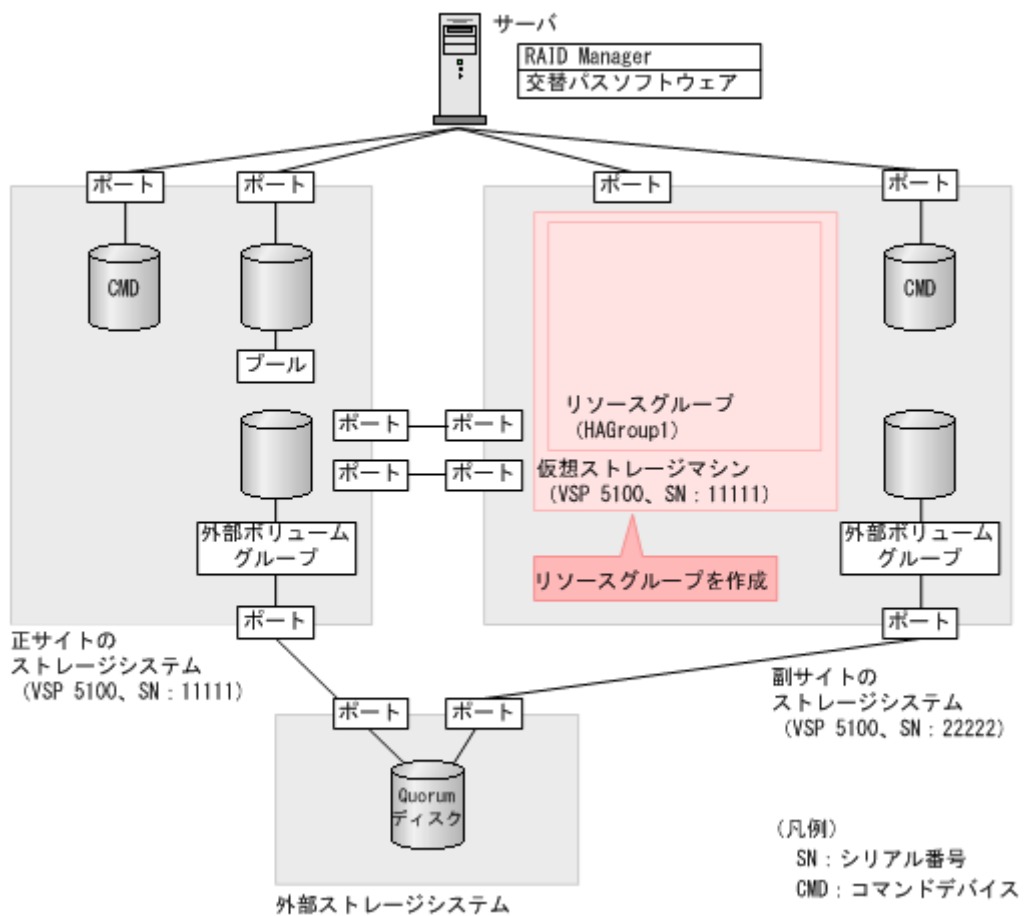 サーバ
RAID Manager
交替パスソフトウェア
ポート
ポート
ポート
ポート
CMD
CMD
プール
リソースグループ
(HAGroup1)
ポート
ポート
ポート
ポート
仮想ストレージマシン
(VSP 5100、SN：11111)
外部ボリューム
グループ
外部ボリューム
グループ
リソースグループを作成
ポート
ポート
正サイトの
ストレージシステム
(VSP 5100、SN：11111)
副サイトの
ストレージシステム
(VSP 5100、SN：22222)
ポート
ポート
Quorum
ディスク
外部ストレージシステム
(凡例)
SN：シリアル番号
CMD：コマンドデバイス